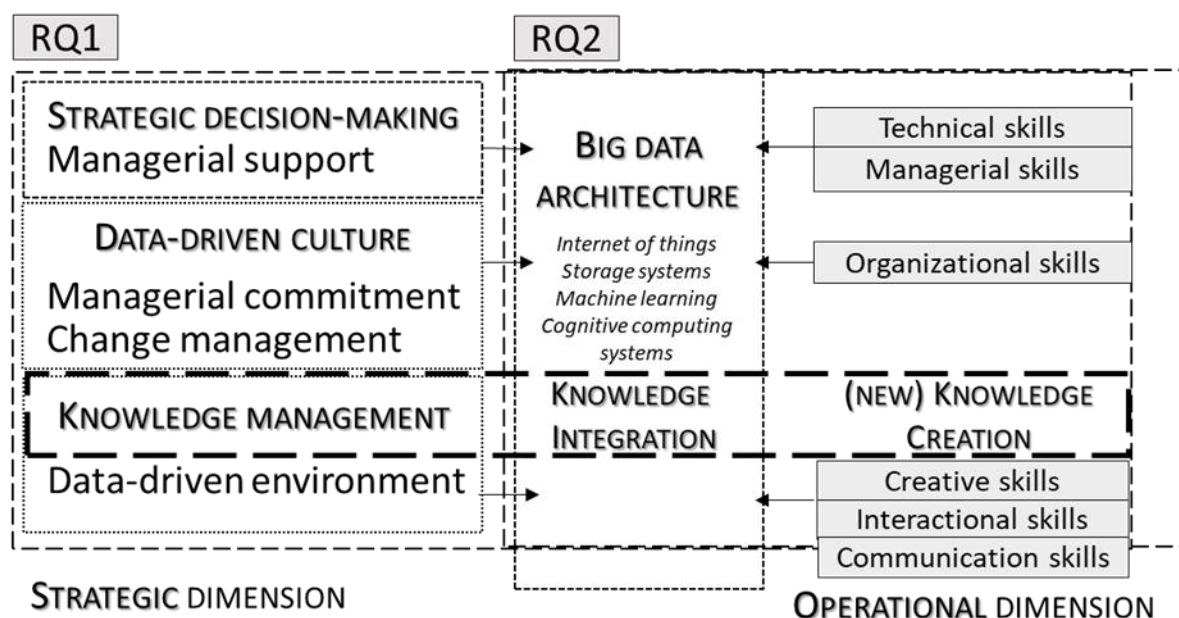 RQ1
RQ2
STRATEGIC DECISION-MAKING
Managerial support
DATA-DRIVEN CULTURE
Managerial commitment
Change management
KNOWLEDGE MANAGEMENT
Data-driven environment
BIG DATA
ARCHITECTURE
Internet of things
Storage systems
Machine learning
Cognitive computing
systems
KNOWLEDGE
INTEGRATION
Technical skills
Managerial skills
Organizational skills
(NEW) KNOWLEDGE
CREATION
Creative skills
Interactional skills
Communication skills
STRATEGIC DIMENSION
OPERATIONAL DIMENSION